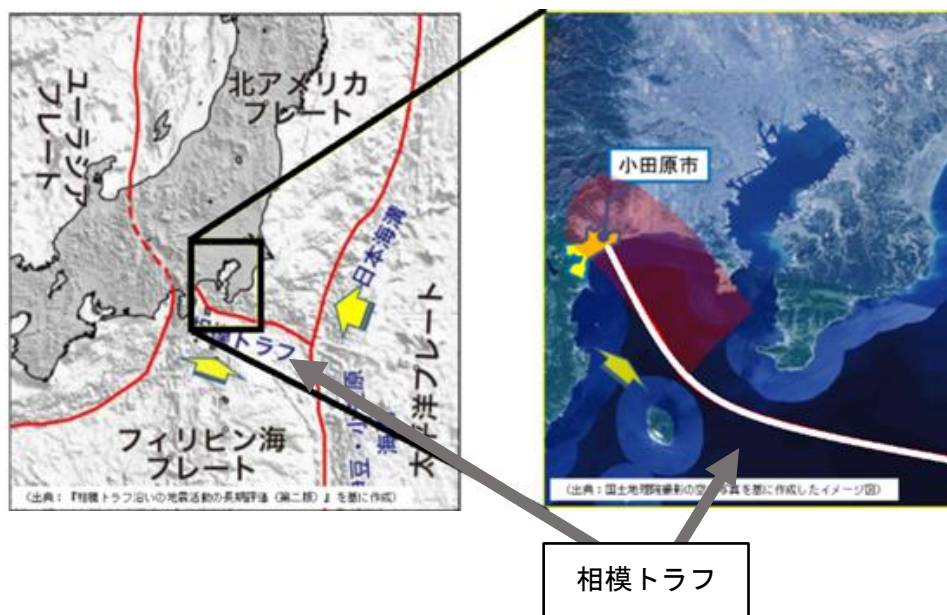 北アメリカ
プレート
ユーラシア
プレート
日本海溝
太平洋プレート
トラフ
フィリピン海
プレート
(出典:『相模トラフ沿いの地震活動の長期評価(第二版)』を基に作成)
小田原市
(出典:国土地理院撮影の空 写真を基に作成したイメージ図)
相模トラフ